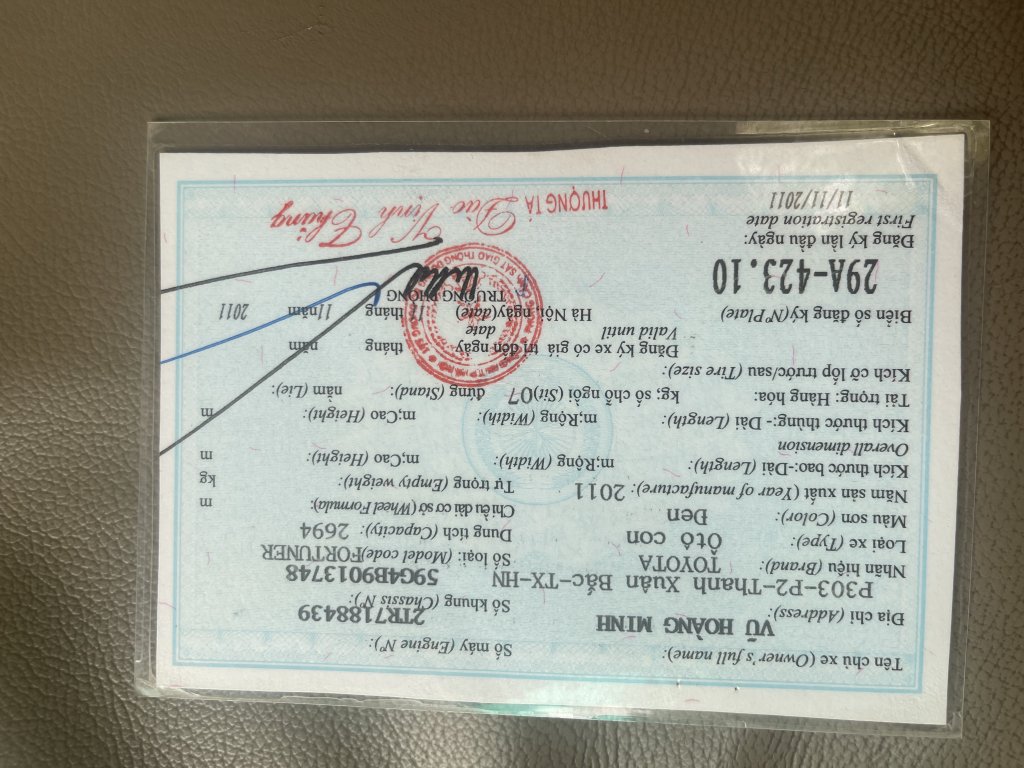 Tên chủ xe (Owner's full name): Số máy (Engine Nº):
VŨ HOÀNG MINH 2TR7188439
Địa chỉ (Address): Số khung (Chassis Nº):
P303-P2-Thanh Xuân Bắc-TX-HN 59G4B9013748
Nhãn hiệu (Brand): TOYOTA Số loại: (Model code) FORTUNER
Loại xe (Type): Ôtô con Dung tích (Capacity): 2694
Màu sơn (Color): Đen Chiều dài cơ sở (Wheel Formula): m
Năm sản xuất (Year of manufacture): 2011 Tự trọng (Empty weight): kg
Kích thước bao:-Dài (Length): m,Rộng (Width): m;Cao (Height): m
Overall dimension
Kích thước thùng:- Dài (Length): m;Rộng (Width): m;Cao (Height): m
Tải trọng: Hàng hóa: kg; số chỗ ngồi (Sit) 07 đứng (Stand): nằm (Lie):
Kích cỡ lốp trước/sau (Tire size):
Đăng ký xe có giá trị đến ngày tháng năm
Valid until date
Biển số đăng ký (Nº Plate) Hà Nội, ngày (date) 11 tháng 11 năm 2011
29A-423.10 TRƯỞNG PHÒNG
Đăng ký lần đầu ngày:
First registration date
11/11/2011 THƯỢNG TÁ Đào Vịnh Thắng